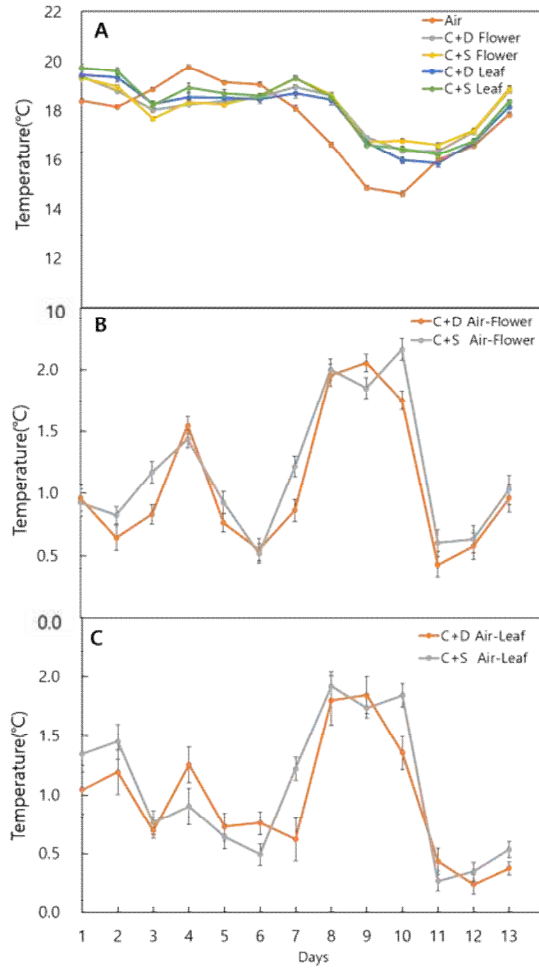 22
20
18
16
14
12
10
Temperature(℃)
A
Air
C+D Flower
C+S Flower
C+D Leaf
C+S Leaf
B
C+D Air-Flower
C+S Air-Flower
2.0
1.5
1.0
0.5
0.0
Temperature(℃)
C
C+D Air-Leaf
C+S Air-Leaf
2.0
1.5
1.0
0.5
0.0
Temperature(℃)
1 2 3 4 5 6 7 8 9 10 11 12 13
Days